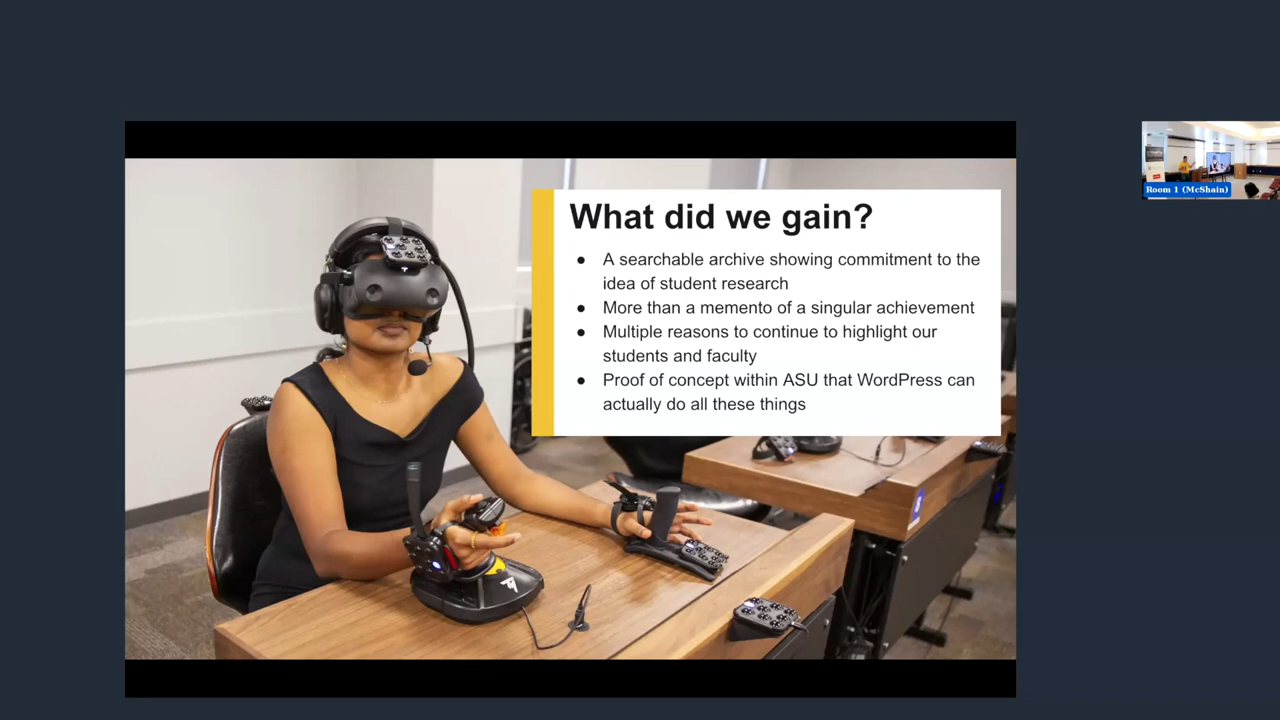 What did we gain?
● A searchable archive showing commitment to the
idea of student research
● More than a memento of a singular achievement
● Multiple reasons to continue to highlight our
students and faculty
● Proof of concept within ASU that WordPress can
actually do all these things
Room 1 (McShain)